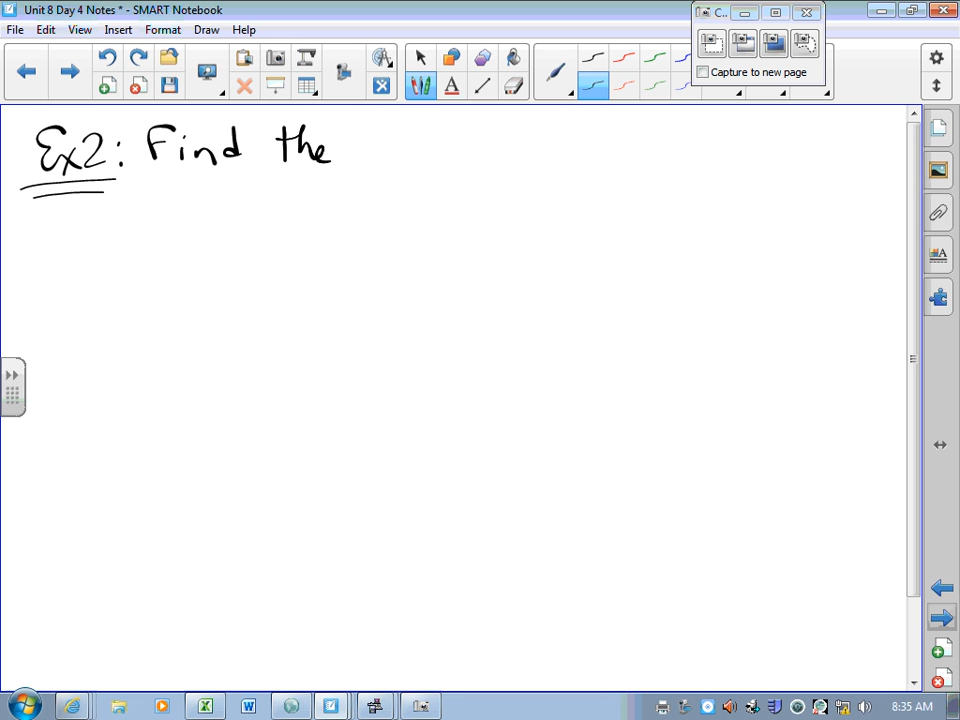 Unit 8 Day 4 Notes * - SMART Notebook
C..
File Edit View Insert Format Draw Help
Capture to new page
Ex2: Find the
8:35 AM